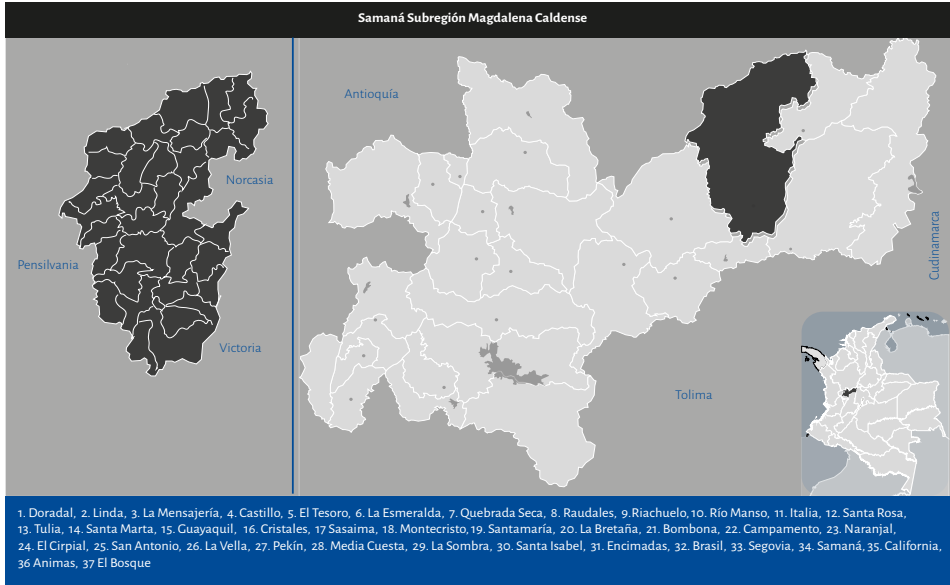 Samaná Subregión Magdalena Caldense
Antioquía
Norcasia
Pensilvania
Cudinamarca
Victoria
Tolima
1. Doradal, 2. Linda, 3. La Mensajería, 4. Castillo, 5. El Tesoro, 6. La Esmeralda, 7. Quebrada Seca, 8. Raudales, 9.Riachuelo, 10. Río Manso, 11. Italia, 12. Santa Rosa,
13. Tulia, 14. Santa Marta, 15. Guayaquil, 16. Cristales, 17 Sasaima, 18. Montecristo, 19. Santamaría, 20. La Bretaña, 21. Bombona, 22. Campamento, 23. Naranjal,
24. El Cirpial, 25. San Antonio, 26. La Vella, 27. Pekín, 28. Media Cuesta, 29. La Sombra, 30. Santa Isabel, 31. Encimadas, 32. Brasil, 33. Segovia, 34. Samaná, 35. California,
36 Animas, 37 El Bosque